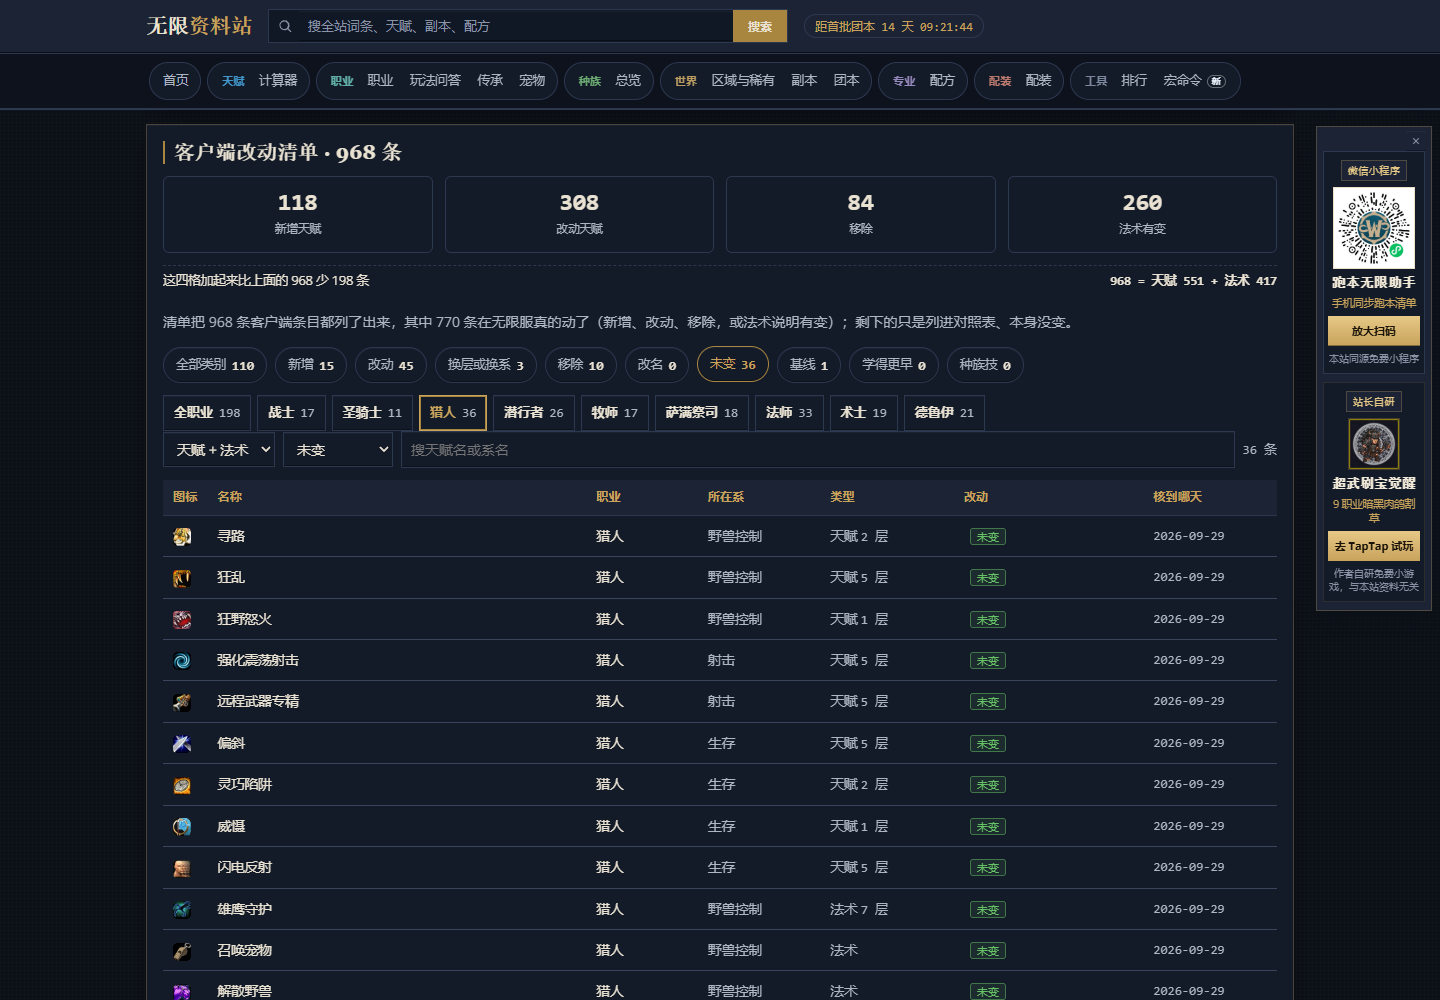 无限资料站
搜全站词条、天赋、副本、配方
搜索
距首批团本 14 天 09:21:44
首页
天赋 计算器
职业 职业 玩法问答 传承 宠物
种族 总览
世界 区域与稀有 副本 团本
专业 配方
配装 配装
工具 排行 宏命令 新
客户端改动清单 · 968 条
118
新增天赋
308
改动天赋
84
移除
260
法术有变
这四格加起来比上面的 968 少 198 条
968 = 天赋 551 + 法术 417
清单把 968 条客户端条目都列了出来，其中 770 条在无限服真的动了（新增、改动、移除，或法术说明有变）；剩下的只是列进对照表、本身没变。
全部类别 110
新增 15
改动 45
换层或换系 3
移除 10
改名 0
未变 36
基线 1
学得更早 0
种族技 0
全职业 198
战士 17
圣骑士 11
猎人 36
潜行者 26
牧师 17
萨满祭司 18
法师 33
术士 19
德鲁伊 21
天赋 + 法术
未变
搜天赋名或系名
36 条
图标 名称 职业 所在系 类型 改动 核到哪天
寻路 猎人 野兽控制 天赋 2 层 未变 2026-09-29
狂乱 猎人 野兽控制 天赋 5 层 未变 2026-09-29
狂野怒火 猎人 野兽控制 天赋 1 层 未变 2026-09-29
强化震荡射击 猎人 射击 天赋 5 层 未变 2026-09-29
远程武器专精 猎人 射击 天赋 5 层 未变 2026-09-29
偏斜 猎人 生存 天赋 5 层 未变 2026-09-29
灵巧陷阱 猎人 生存 天赋 2 层 未变 2026-09-29
威慑 猎人 生存 天赋 1 层 未变 2026-09-29
闪电反射 猎人 生存 天赋 5 层 未变 2026-09-29
雄鹰守护 猎人 野兽控制 法术 7 层 未变 2026-09-29
召唤宠物 猎人 野兽控制 法术 未变 2026-09-29
解散野兽 猎人 野兽控制 法术 未变 2026-09-29
×
微信小程序
跑本无限助手
手机同步跑本清单
放大扫码
本站同源免费小程序
站长自研
超武刷宝觉醒
9 职业暗黑肉鸽割
草
去 TapTap 试玩
作者自研免费小游
戏，与本站资料无关